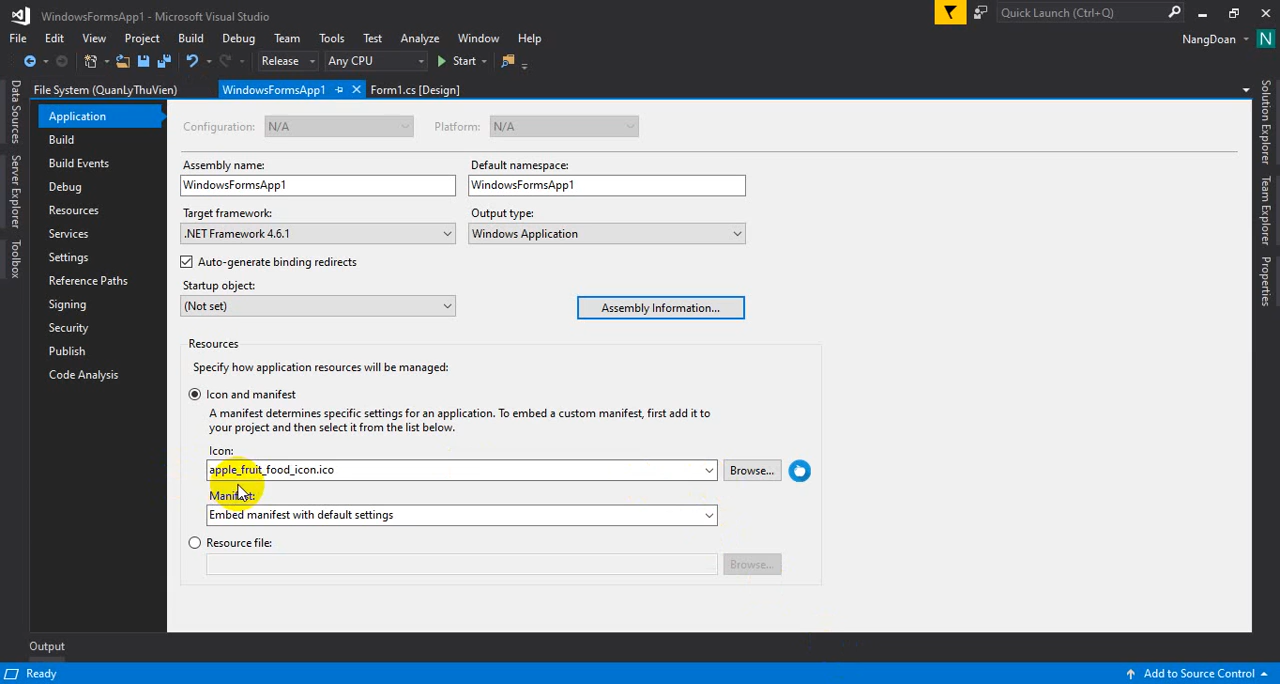 WindowsFormsApp1 - Microsoft Visual Studio
Quick Launch (Ctrl+Q)
File Edit View Project Build Debug Team Tools Test Analyze Window Help
NangDoan N
Release Any CPU Start
File System (QuanLyThuVien) WindowsFormsApp1 Form1.cs [Design]
Data Sources
Server Explorer
Toolbox
Application
Build
Build Events
Debug
Resources
Services
Settings
Reference Paths
Signing
Security
Publish
Code Analysis
Configuration: N/A Platform: N/A
Assembly name: Default namespace:
WindowsFormsApp1 WindowsFormsApp1
Target framework: Output type:
.NET Framework 4.6.1 Windows Application
Auto-generate binding redirects
Startup object:
(Not set) Assembly Information...
Resources
Specify how application resources will be managed:
Icon and manifest
A manifest determines specific settings for an application. To embed a custom manifest, first add it to
your project and then select it from the list below.
Icon:
apple_fruit_food_icon.ico Browse...
Manifest:
Embed manifest with default settings
Resource file:
Browse...
Solution Explorer
Team Explorer
Properties
Output
Ready Add to Source Control